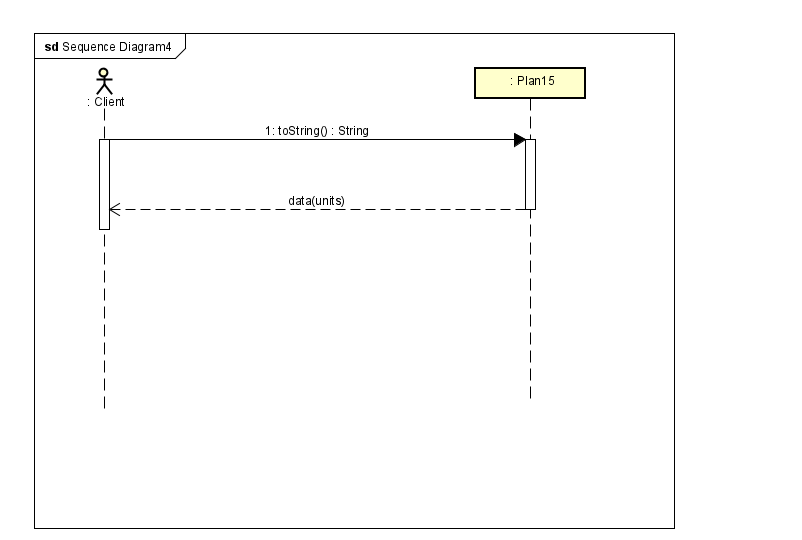 sd Sequence Diagram4
: Client
: Plan15
1: toString() : String
data(units)